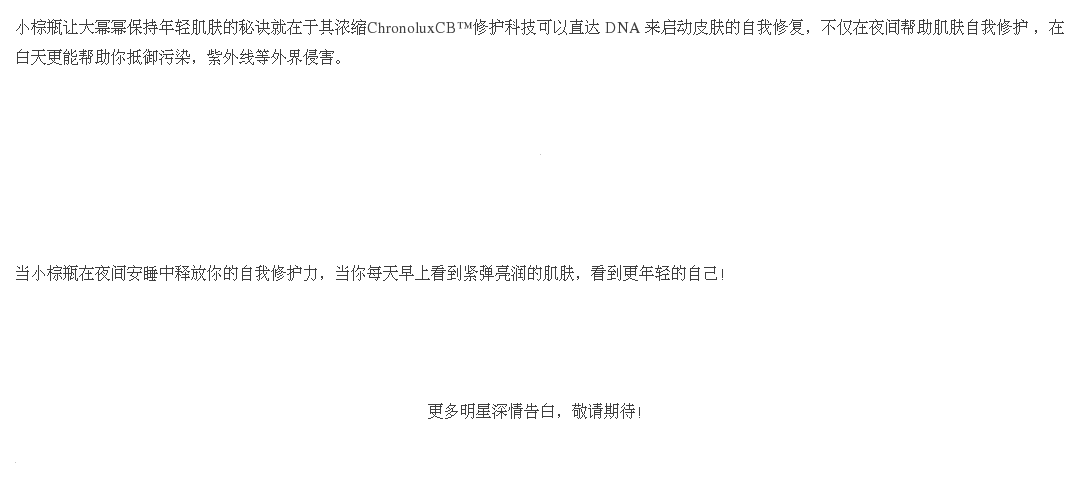 小棕瓶让大幂幂保持年轻肌肤的秘诀就在于其浓缩ChronoluxCB™修护科技可以直达 DNA 来启动皮肤的自我修复，不仅在夜间帮助肌肤自我修护 ，在
白天更能帮助你抵御污染，紫外线等外界侵害。
当小棕瓶在夜间安睡中释放你的自我修护力，当你每天早上看到紧弹亮润的肌肤，看到更年轻的自己！
更多明星深情告白，敬请期待！